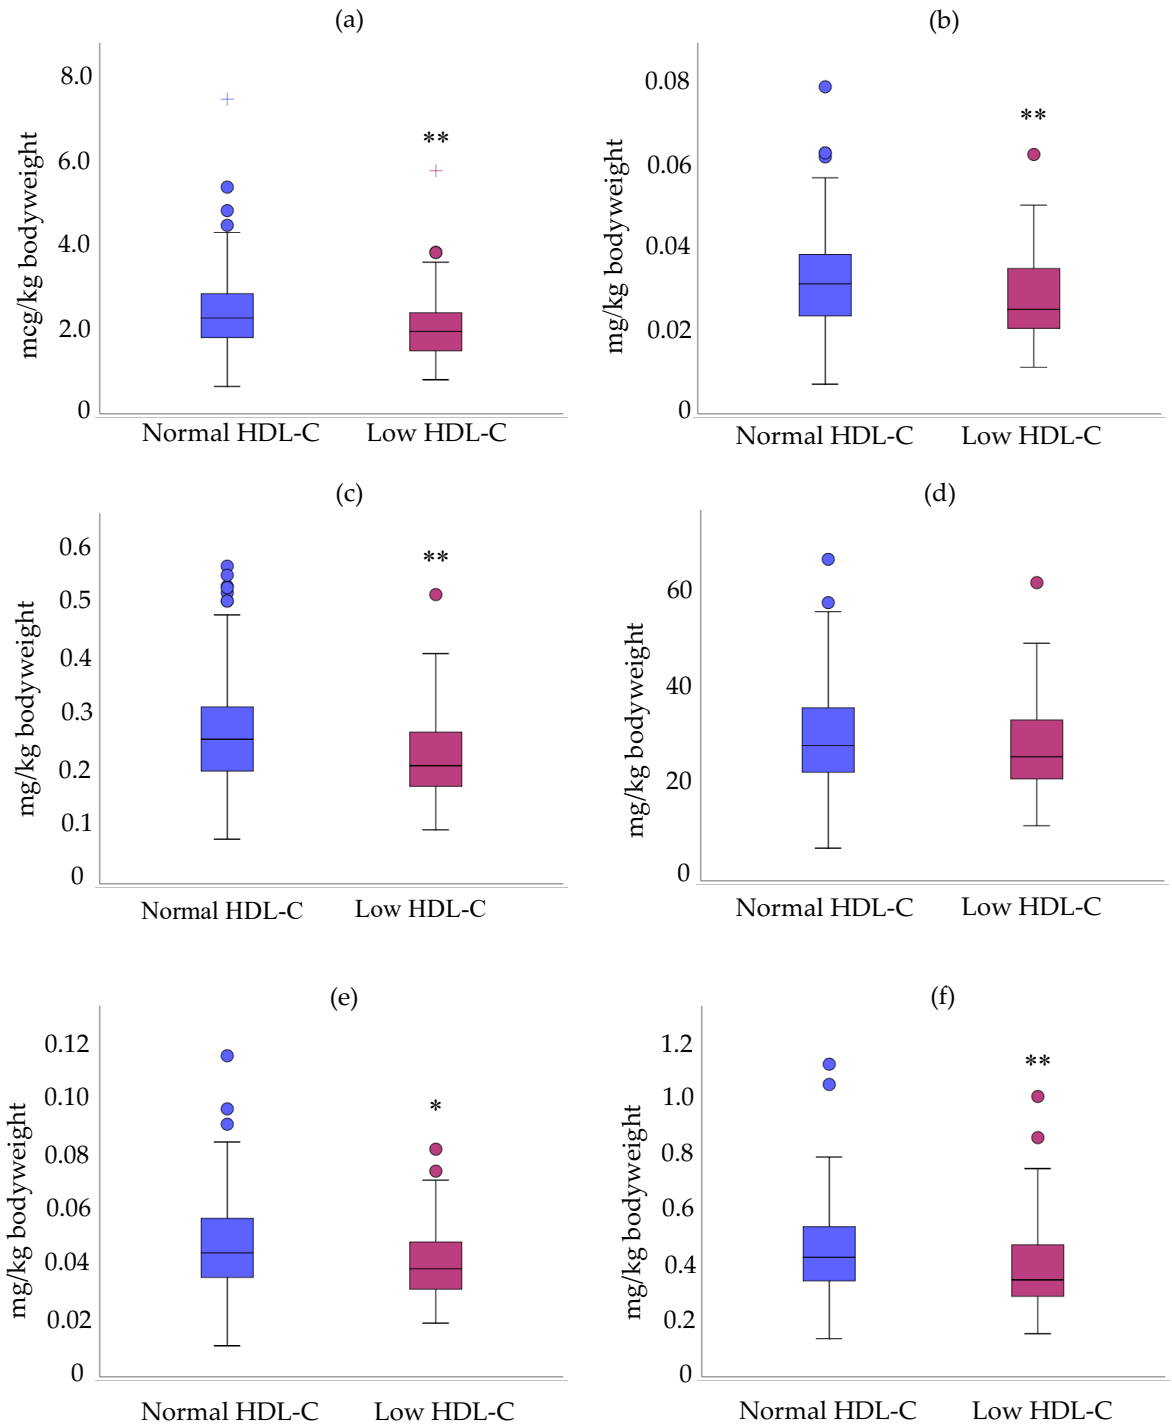 (a)
mcg/kg bodyweight
8.0
6.0
4.0
2.0
0
**
Normal HDL-C
Low HDL-C
(b)
mg/kg bodyweight
0.08
0.06
0.04
0.02
0
**
Normal HDL-C
Low HDL-C
(c)
mg/kg bodyweight
0.6
0.5
0.4
0.3
0.2
0.1
0
**
Normal HDL-C
Low HDL-C
(d)
mg/kg bodyweight
60
40
20
0
Normal HDL-C
Low HDL-C
(e)
mg/kg bodyweight
0.12
0.10
0.08
0.06
0.04
0.02
0
*
Normal HDL-C
Low HDL-C
(f)
mg/kg bodyweight
1.2
1.0
0.8
0.6
0.4
0.2
0
**
Normal HDL-C
Low HDL-C